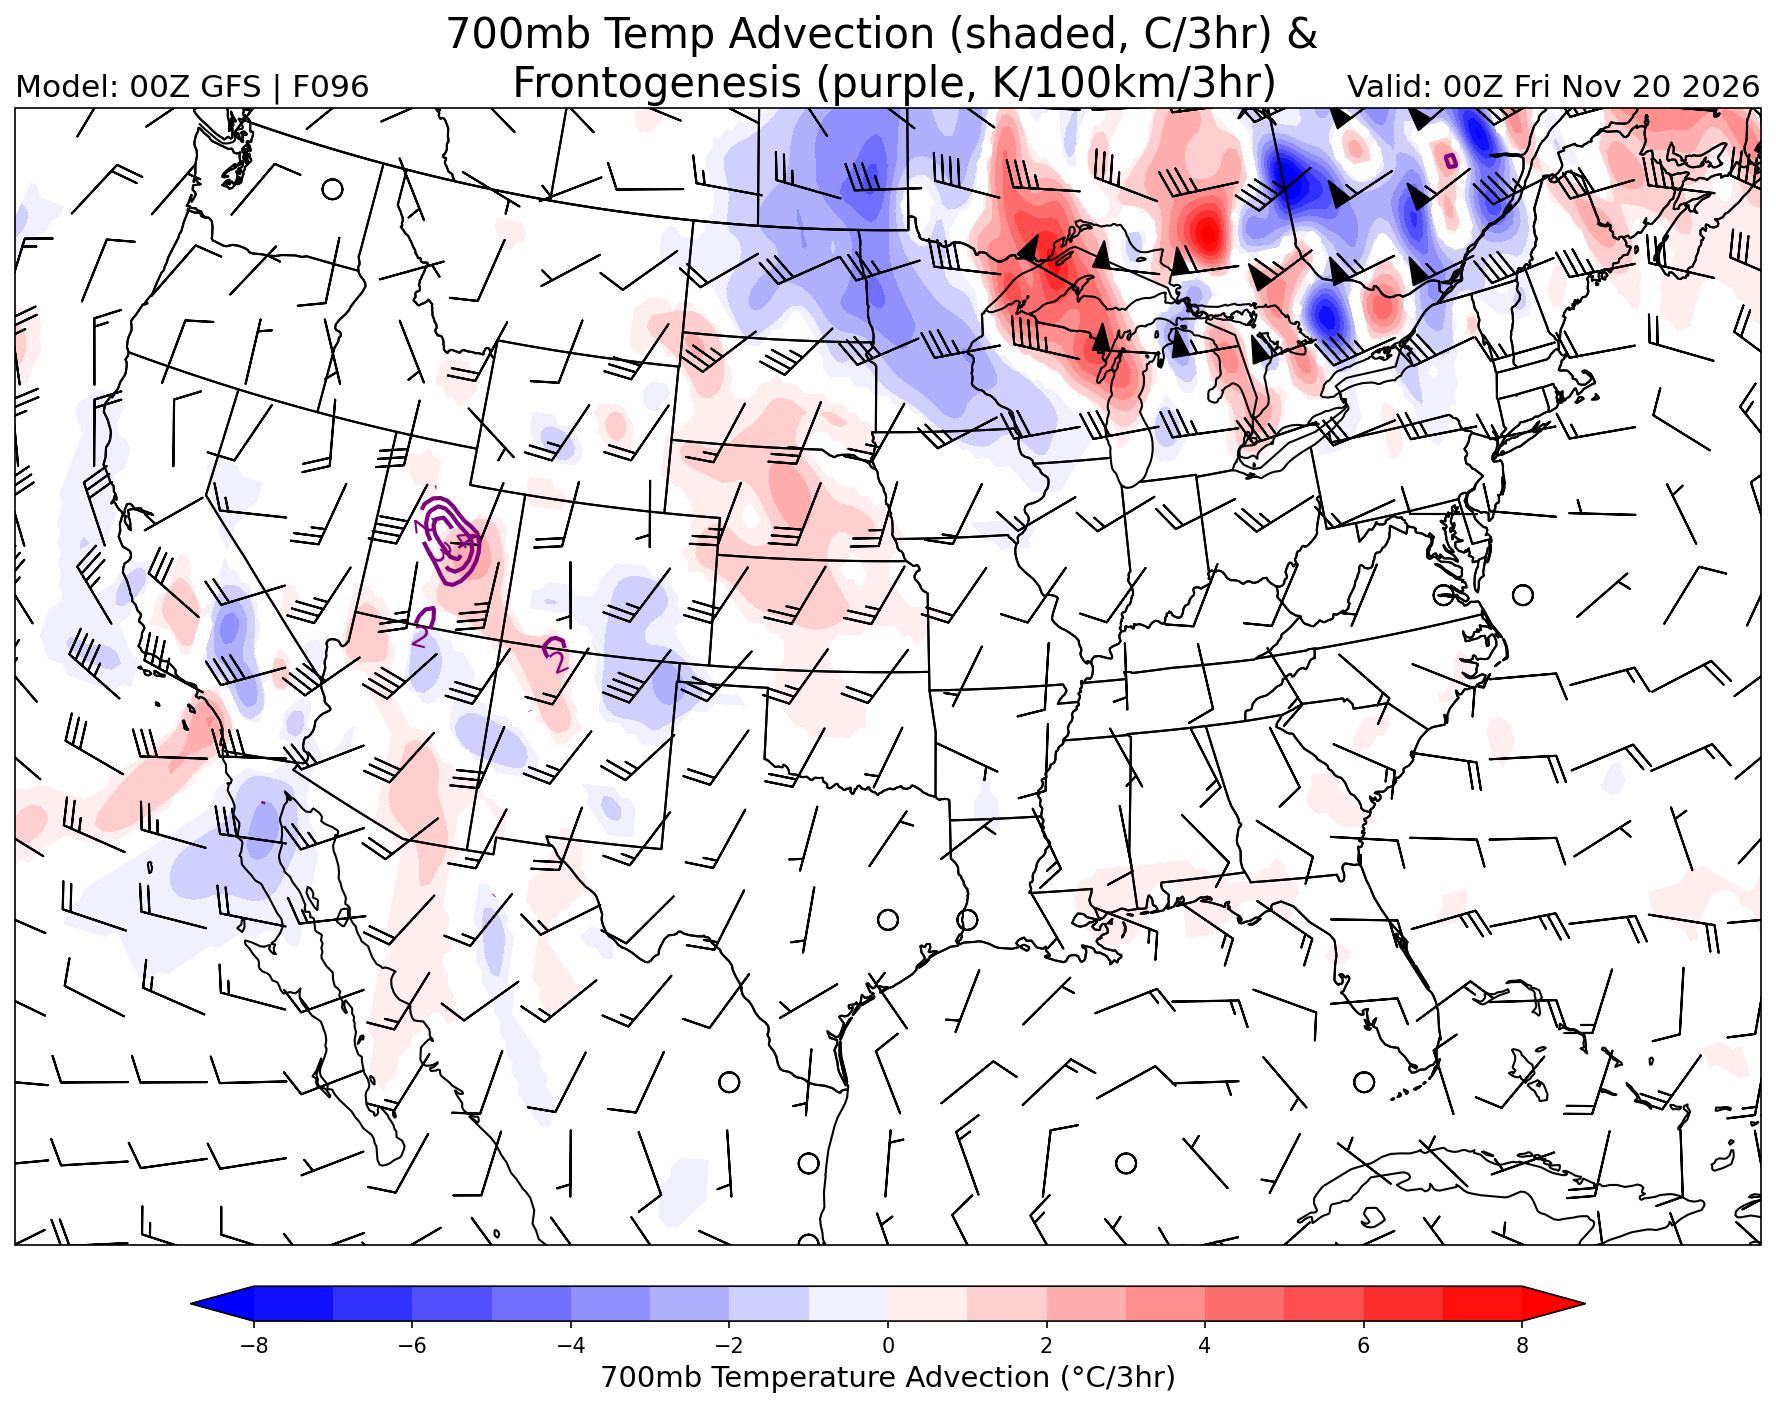 700mb Temp Advection (shaded, C/3hr) &
Frontogenesis (purple, K/100km/3hr)
Model: 00Z GFS | F096
Valid: 00Z Fri Nov 20 2026
2
2
−8 −6 −4 −2 0 2 4 6 8
700mb Temperature Advection (°C/3hr)